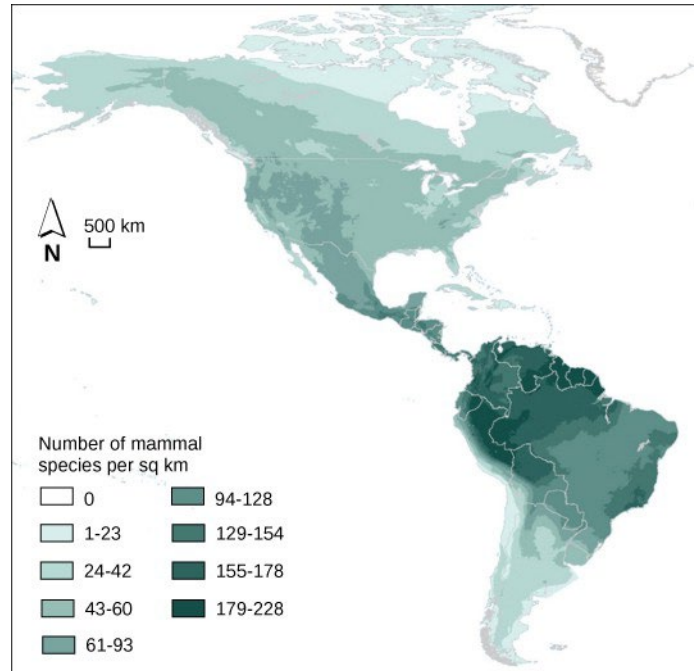 500 km
N
Number of mammal
species per sq km
0
1-23
24-42
43-60
61-93
94-128
129-154
155-178
179-228